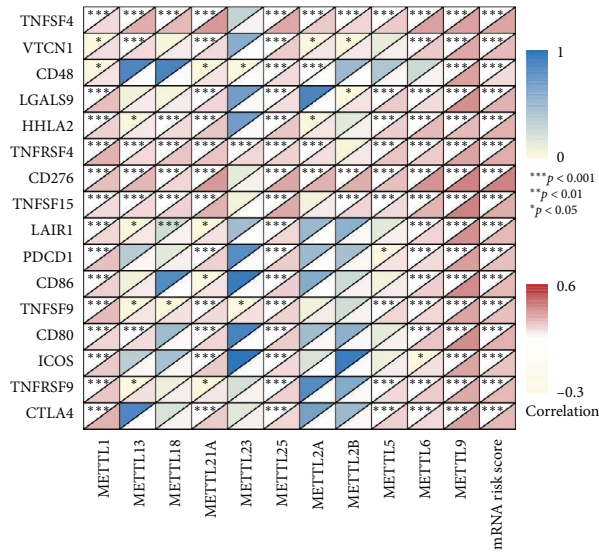 TNFSF4 *** *** *** *** *** *** *** *** *** *** ***
VTCN1 * *** *** *** * * *** *** ***
CD48 * * * *** *** *** ***
LGALS9 *** *** *** * *** *** *** ***
HHLA2 *** * *** *** * *** *** *** ***
TNFRSF4 *** *** *** *** *** *** *** *** *** *** ***
CD276 *** *** *** *** *** *** *** *** *** *** ***
TNFSF15 *** *** *** *** *** *** *** *** *** ***
LAIR1 *** * *** * *** *** *** ***
PDCD1 *** *** *** * *** *** ***
CD86 *** * *** *** *** ***
TNFSF9 *** * * *** * *** *** *** *** ***
CD80 *** *** *** *** *** *** ***
ICOS *** *** *** * *** ***
TNFRSF9 *** * * *** *** *** *** ***
CTLA4 *** *** *** *** *** *** ***
METTL1
METTL13
METTL18
METTL21A
METTL23
METTL25
METTL2A
METTL2B
METTL5
METTL6
METTL9
mRNA risk score
1
0
***p < 0.001
**p < 0.01
*p < 0.05
0.6
−0.3
Correlation